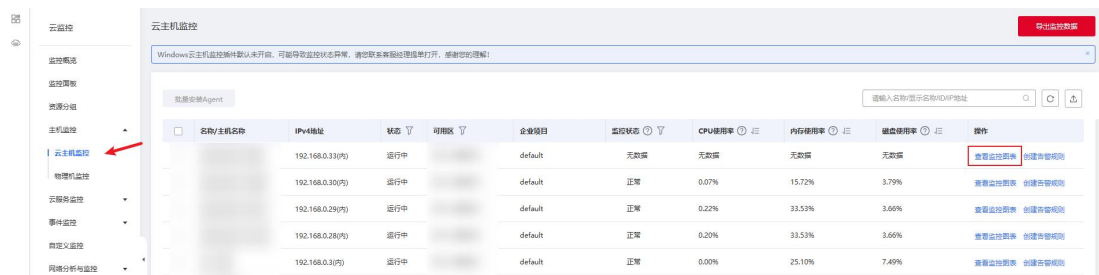 云监控
监控概览
监控面板
资源分组
主机监控
云主机监控
物理机监控
云服务监控
事件监控
自定义监控
网络分析与监控
云主机监控
导出监控数据
Windows云主机监控插件默认未开启，可能导致监控状态异常，请您联系客服经理提单打开，感谢您的理解！
批量安装Agent
请输入名称/显示名称/ID/IP地址
名称/主机名称 IPv4地址 状态 可用区 企业项目 监控状态 CPU使用率 内存使用率 磁盘使用率 操作
192.168.0.33(内) 运行中 default 无数据 无数据 无数据 无数据 查看监控图表 创建告警规则
192.168.0.30(内) 运行中 default 正常 0.07% 15.72% 3.79% 查看监控图表 创建告警规则
192.168.0.29(内) 运行中 default 正常 0.22% 33.53% 3.66% 查看监控图表 创建告警规则
192.168.0.28(内) 运行中 default 正常 0.20% 33.53% 3.66% 查看监控图表 创建告警规则
192.168.0.3(内) 运行中 default 正常 0.00% 25.10% 7.49% 查看监控图表 创建告警规则